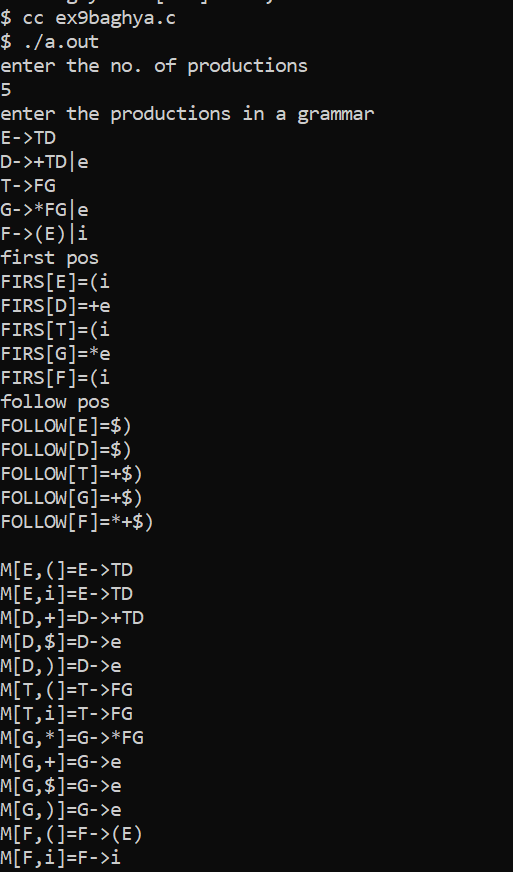 $ cc ex9baghya.c
$ ./a.out
enter the no. of productions
5
enter the productions in a grammar
E->TD
D->+TD|e
T->FG
G->*FG|e
F->(E)|i
first pos
FIRS[E]=(i
FIRS[D]=+e
FIRS[T]=(i
FIRS[G]=*e
FIRS[F]=(i
follow pos
FOLLOW[E]=$)
FOLLOW[D]=$)
FOLLOW[T]=+$)
FOLLOW[G]=+$)
FOLLOW[F]=*+$)
M[E,(]=E->TD
M[E,i]=E->TD
M[D,+]=D->+TD
M[D,$]=D->e
M[D,)]=D->e
M[T,(]=T->FG
M[T,i]=T->FG
M[G,*]=G->*FG
M[G,+]=G->e
M[G,$]=G->e
M[G,)]=G->e
M[F,(]=F->(E)
M[F,i]=F->i